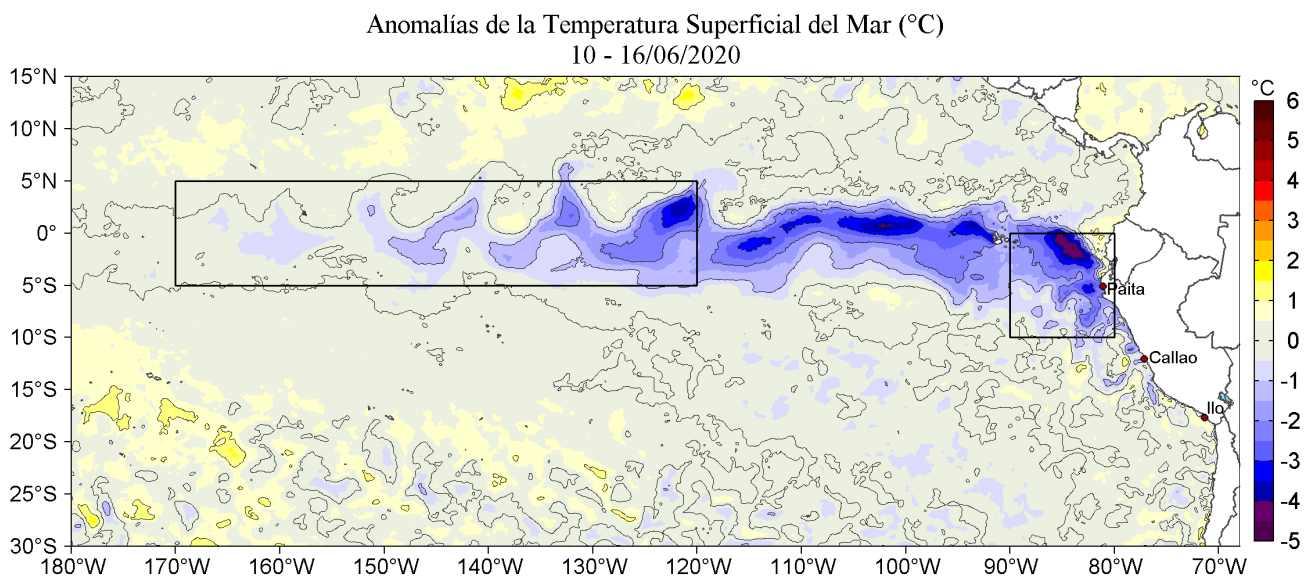 Anomalías de la Temperatura Superficial del Mar (°C)
10 - 16/06/2020
15°N
10°N
5°N
0°
5°S
10°S
15°S
20°S
25°S
30°S
180°W
170°W
160°W
150°W
140°W
130°W
120°W
110°W
100°W
90°W
80°W
70°W
Paita
Callao
Ilo
°C
6
5
4
3
2
1
0
-1
-2
-3
-4
-5